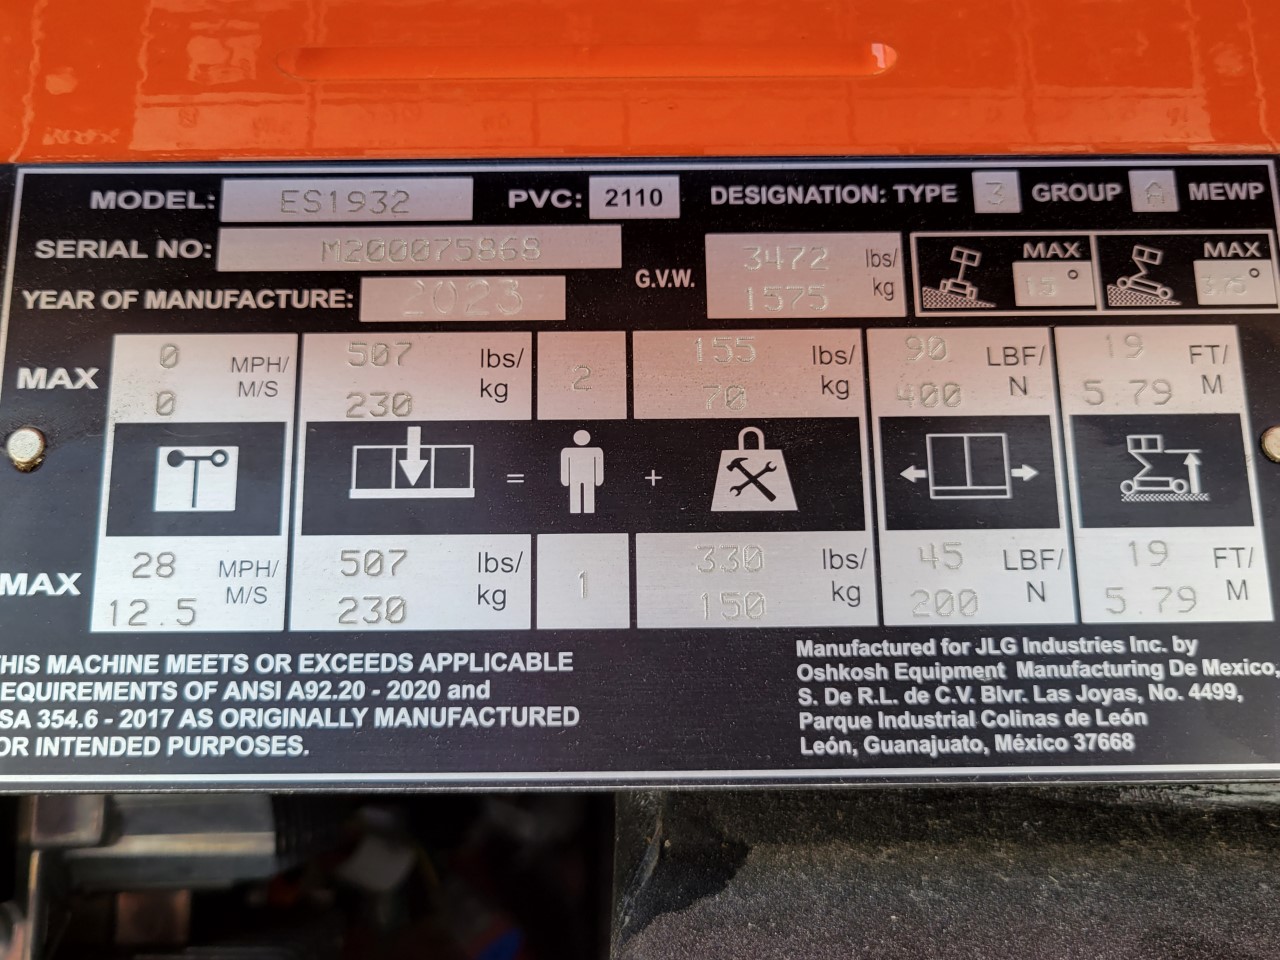 MODEL: ES1932 PVC: 2110 DESIGNATION: TYPE 3 GROUP A MEWP
SERIAL NO: M200075868
G.V.W. 3472 lbs/ 1575 kg
MAX 1.5° MAX 3.75°
YEAR OF MANUFACTURE: 2023
MAX 0 MPH/ 507 lbs/ 2 155 lbs/ 90 LBF/ 19 FT/
0 M/S 230 kg 70 kg 400 N 5.79 M
= +
MAX 28 MPH/ 507 lbs/ 1 330 lbs/ 45 LBF/ 19 FT/
12.5 M/S 230 kg 150 kg 200 N 5.79 M
HIS MACHINE MEETS OR EXCEEDS APPLICABLE
EQUIREMENTS OF ANSI A92.20 - 2020 and
SA 354.6 - 2017 AS ORIGINALLY MANUFACTURED
OR INTENDED PURPOSES.
Manufactured for JLG Industries Inc. by
Oshkosh Equipment Manufacturing De Mexico,
S. De R.L. de C.V. Blvr. Las Joyas, No. 4499,
Parque Industrial Colinas de León
León, Guanajuato, México 37668